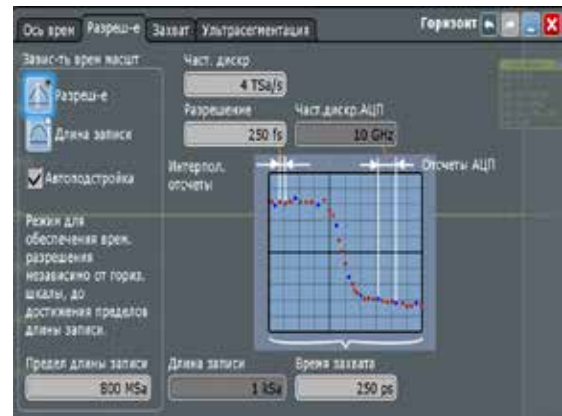 Ось врем Разреш-е Захват Ультрасегментация Горизонт
Завис-ть врем масшт
Разреш-е
Длина записи
Автоподстройка
Режим для
обеспечения врем.
разрешения
независимо от гориз.
шкалы, до
достижения пределов
длины записи.
Предел длины записи
800 MSa
Част. дискр
4 TSa/s
Разрешение Част.дискр.АЦП
250 fs 10 GHz
Интерпол.
отсчеты
Отсчеты АЦП
Длина записи Время захвата
1 kSa 250 ps